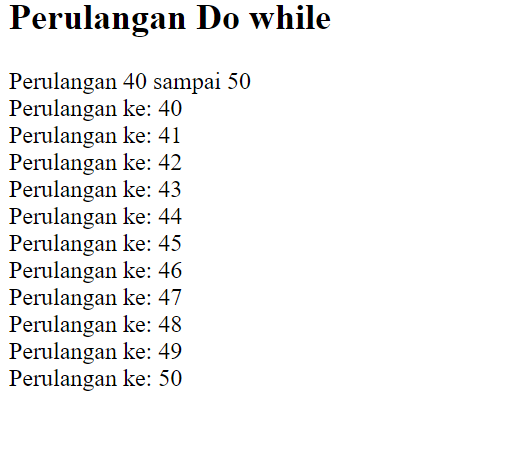 Perulangan Do while
Perulangan 40 sampai 50
Perulangan ke: 40
Perulangan ke: 41
Perulangan ke: 42
Perulangan ke: 43
Perulangan ke: 44
Perulangan ke: 45
Perulangan ke: 46
Perulangan ke: 47
Perulangan ke: 48
Perulangan ke: 49
Perulangan ke: 50